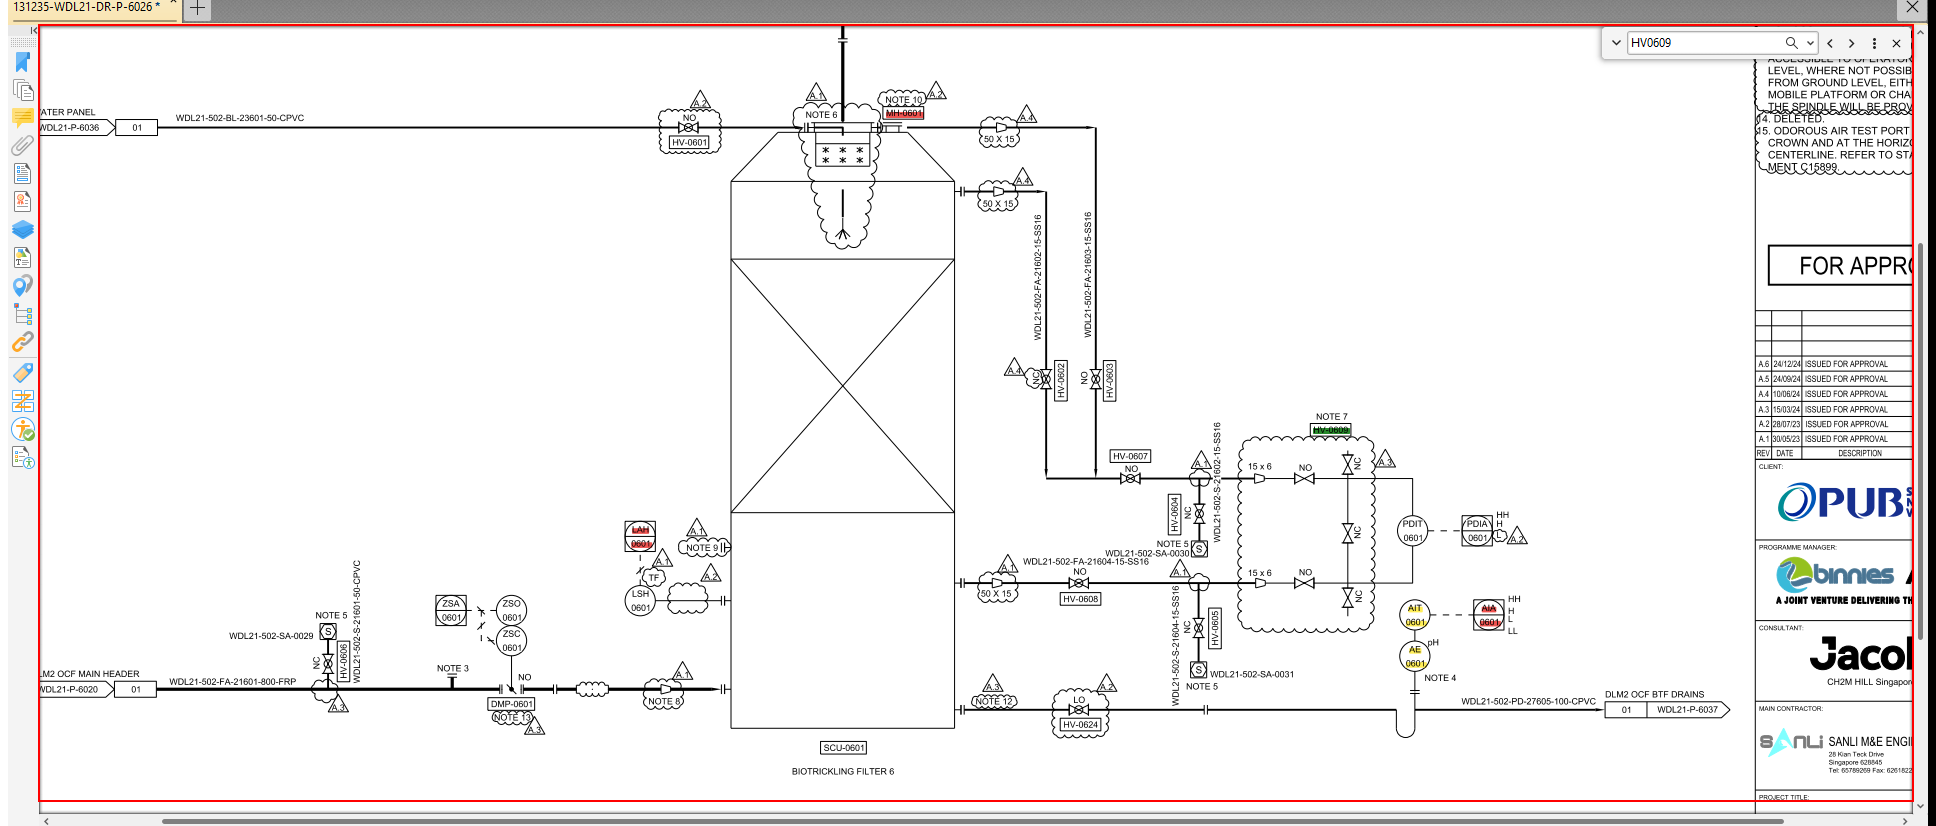 131235-WDL21-DR-P-6026 *
HV0609
ACCESSIBLE TO OPERATOR
LEVEL, WHERE NOT POSSIB
FROM GROUND LEVEL, EITH
MOBILE PLATFORM OR CHA
THE SPINDLE WILL BE PROV
14. DELETED.
15. ODOROUS AIR TEST PORT
CROWN AND AT THE HORIZO
CENTERLINE. REFER TO STA
MENT C15899.
FOR APPRO
A.6 24/12/24 ISSUED FOR APPROVAL
A.5 24/09/24 ISSUED FOR APPROVAL
A.4 10/06/24 ISSUED FOR APPROVAL
A.3 15/03/24 ISSUED FOR APPROVAL
A.2 28/07/23 ISSUED FOR APPROVAL
A.1 30/05/23 ISSUED FOR APPROVAL
REV DATE DESCRIPTION
CLIENT:
PUB
PROGRAMME MANAGER:
binnies
A JOINT VENTURE DELIVERING TH
CONSULTANT:
Jacob
CH2M HILL Singapor
MAIN CONTRACTOR:
SANLI
SANLI M&E ENGI
28 Kian Teck Drive
Singapore 628845
Tel: 65789269 Fax: 6261822
PROJECT TITLE:
ATER PANEL
WDL21-P-6036
01
WDL21-502-BL-23601-50-CPVC
A.2
NO
HV-0601
A.1
NOTE 6
NOTE 10
A.2
MH-0601
A.4
50 X 15
A.4
50 X 15
WDL21-502-FA-21602-15-SS16
WDL21-502-FA-21603-15-SS16
A.4
NC
HV-0602
NO
HV-0603
NOTE 7
HV-0609
HV-0607
NO
A.1
WDL21-502-S-21602-15-SS16
15 x 6
NO
NC
A.3
HV-0604
NC
NOTE 5
S
WDL21-502-SA-0030
NC
PDIT
0601
PDIA
0601
HH
H
L
A.2
LAH
0601
A.1
NOTE 9
A.1
TF
A.2
LSH
0601
A.1
50 X 15
WDL21-502-FA-21604-15-SS16
NO
HV-0608
A.1
15 x 6
NO
NC
WDL21-502-S-21604-15-SS16
NC
HV-0605
S
WDL21-502-SA-0031
NOTE 5
AIT
0601
AIA
0601
HH
H
L
LL
AE
0601
pH
NOTE 4
ZSA
0601
ZSO
0601
ZSC
0601
NOTE 5
WDL21-502-SA-0029
S
NC
HV-0606
WDL21-502-S-21601-50-CPVC
LM2 OCF MAIN HEADER
WDL21-P-6020
01
WDL21-502-FA-21601-800-FRP
A.3
NOTE 3
NO
DMP-0601
NOTE 13
A.3
A.1
NOTE 8
A.3
NOTE 12
A.2
LO
HV-0624
WDL21-502-PD-27605-100-CPVC
DLM2 OCF BTF DRAINS
01
WDL21-P-6037
SCU-0601
BIOTRICKLING FILTER 6